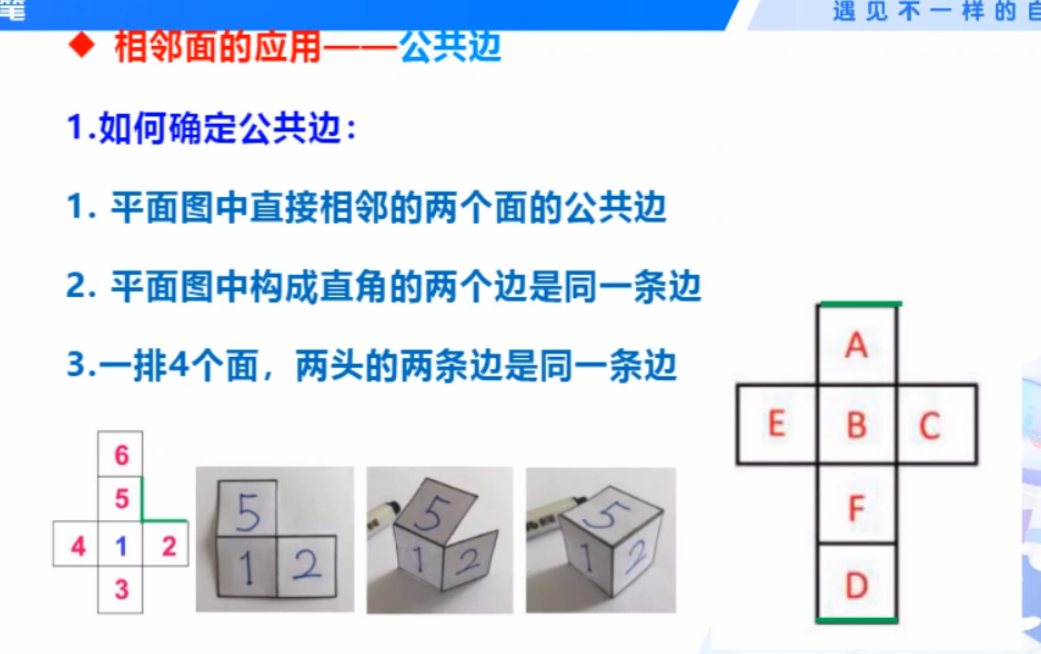 笔
遇见不一样的自
◆ 相邻面的应用——公共边
1.如何确定公共边：
1. 平面图中直接相邻的两个面的公共边
2. 平面图中构成直角的两个边是同一条边
3.一排4个面，两头的两条边是同一条边
A
E B C
F
D
6
5
4 1 2
3
5
1 2
5
1 2
5
1 2